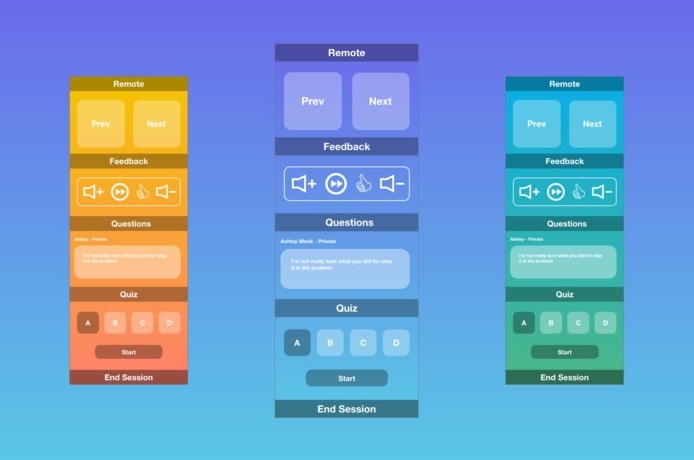 Remote
Prev Next
Feedback
Questions
Ashley - Private
I'm not really sure what you did for step
3 in the problem
Quiz
A B C D
Start
End Session
Remote
Prev Next
Feedback
Questions
Ashley Monk - Private
I'm not really sure what you did for step
3 in the problem
Quiz
A B C D
Start
End Session
Remote
Prev Next
Feedback
Questions
Ashley - Private
I'm not really sure what you did for step
3 in the problem
Quiz
A B C D
Start
End Session